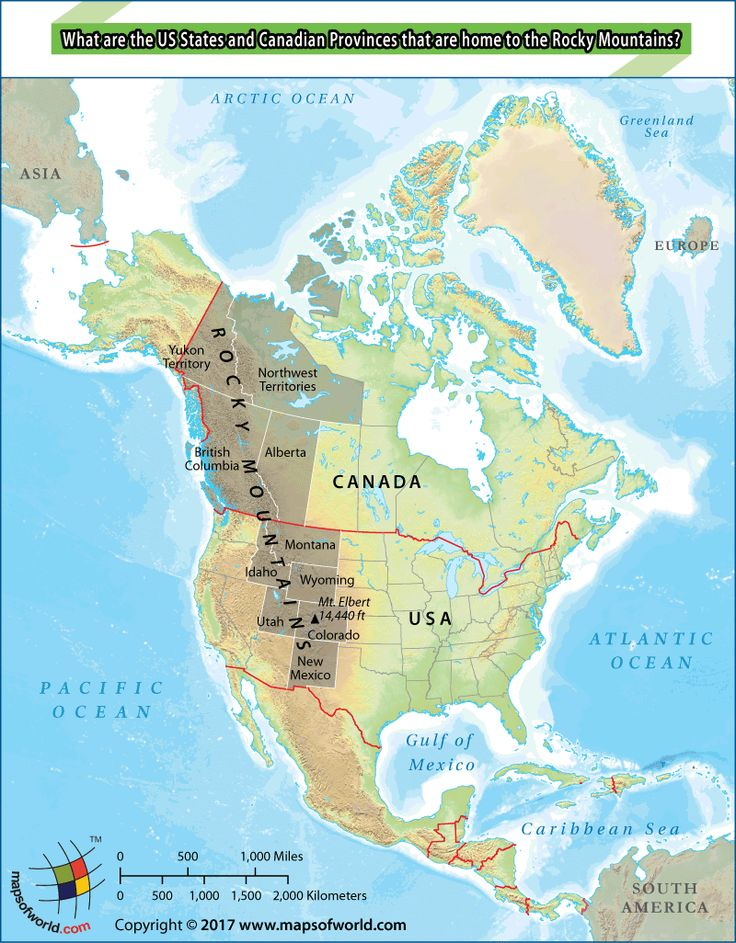 What are the US States and Canadian Provinces that are home to the Rocky Mountains?
ARCTIC OCEAN
Greenland
Sea
ASIA
EUROPE
ROCKY MOUNTAINS
Yukon
Territory
Northwest
Territories
British
Columbia
Alberta
CANADA
Montana
Idaho
Wyoming
Mt. Elbert
14,440 ft
Utah
Colorado
USA
New
Mexico
ATLANTIC
OCEAN
PACIFIC
OCEAN
Gulf of
Mexico
Caribbean Sea
SOUTH
AMERICA
TM
mapsofworld.com
0 500 1,000 Miles
0 500 1,000 1,500 2,000 Kilometers
Copyright © 2017 www.mapsofworld.com